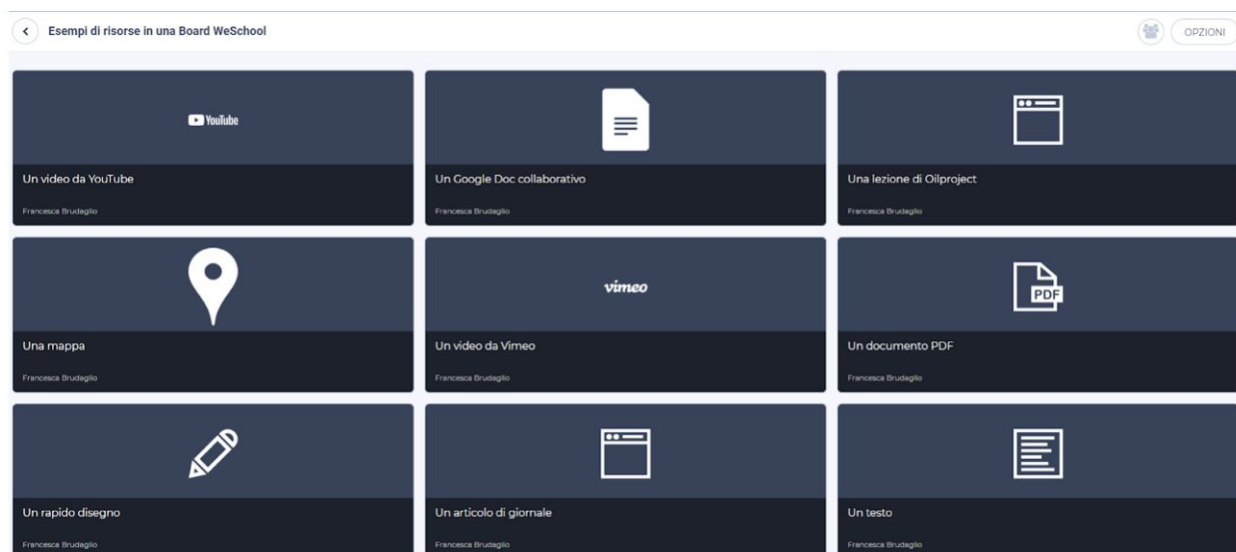 Esempi di risorse in una Board WeSchool
OPZIONI
YouTube
Un video da YouTube
Francesca Brudaglio
Un Google Doc collaborativo
Francesca Brudaglio
Una lezione di Oilproject
Francesca Brudaglio
Una mappa
Francesca Brudaglio
vimeo
Un video da Vimeo
Francesca Brudaglio
PDF
Un documento PDF
Francesca Brudaglio
Un rapido disegno
Francesca Brudaglio
Un articolo di giornale
Francesca Brudaglio
Un testo
Francesca Brudaglio